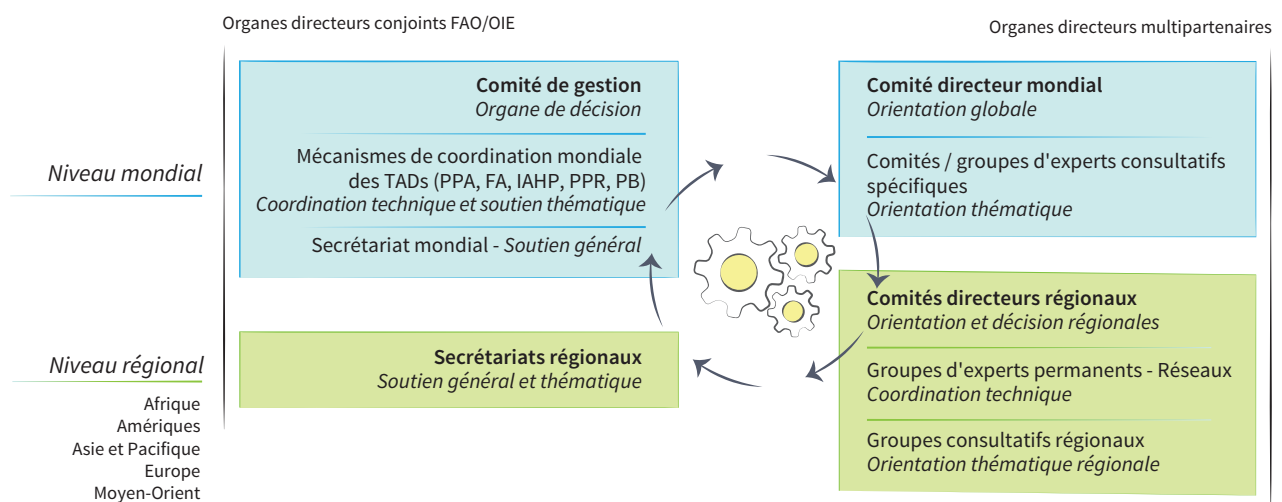 Organes directeurs conjoints FAO/OIE
Organes directeurs multipartenaires
Niveau mondial
Comité de gestion
Organe de décision
Mécanismes de coordination mondiale
des TADs (PPA, FA, IAHP, PPR, PB)
Coordination technique et soutien thématique
Secrétariat mondial - Soutien général
Comité directeur mondial
Orientation globale
Comités / groupes d'experts consultatifs
spécifiques
Orientation thématique
Niveau régional
Afrique
Amériques
Asie et Pacifique
Europe
Moyen-Orient
Secrétariats régionaux
Soutien général et thématique
Comités directeurs régionaux
Orientation et décision régionales
Groupes d'experts permanents - Réseaux
Coordination technique
Groupes consultatifs régionaux
Orientation thématique régionale